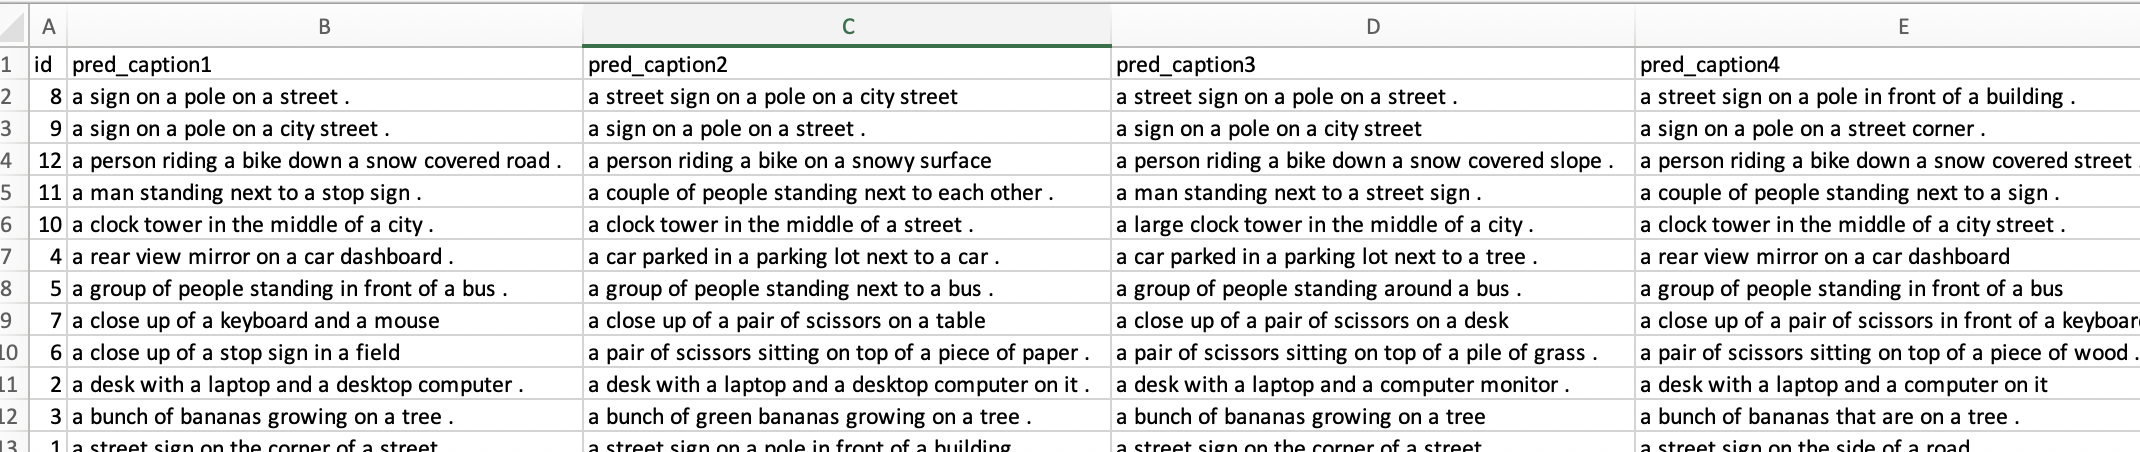 A B C D E
1 id pred_caption1 pred_caption2 pred_caption3 pred_caption4
2 8 a sign on a pole on a street . a street sign on a pole on a city street a street sign on a pole on a street . a street sign on a pole in front of a building .
3 9 a sign on a pole on a city street . a sign on a pole on a street . a sign on a pole on a city street a sign on a pole on a street corner .
4 12 a person riding a bike down a snow covered road . a person riding a bike on a snowy surface a person riding a bike down a snow covered slope . a person riding a bike down a snow covered street .
5 11 a man standing next to a stop sign . a couple of people standing next to each other . a man standing next to a street sign . a couple of people standing next to a sign .
6 10 a clock tower in the middle of a city . a clock tower in the middle of a street . a large clock tower in the middle of a city . a clock tower in the middle of a city street .
7 4 a rear view mirror on a car dashboard . a car parked in a parking lot next to a car . a car parked in a parking lot next to a tree . a rear view mirror on a car dashboard
8 5 a group of people standing in front of a bus . a group of people standing next to a bus . a group of people standing around a bus . a group of people standing in front of a bus
9 7 a close up of a keyboard and a mouse a close up of a pair of scissors on a table a close up of a pair of scissors on a desk a close up of a pair of scissors in front of a keyboar
10 6 a close up of a stop sign in a field a pair of scissors sitting on top of a piece of paper . a pair of scissors sitting on top of a pile of grass . a pair of scissors sitting on top of a piece of wood .
11 2 a desk with a laptop and a desktop computer . a desk with a laptop and a desktop computer on it . a desk with a laptop and a computer monitor . a desk with a laptop and a computer on it
12 3 a bunch of bananas growing on a tree . a bunch of green bananas growing on a tree . a bunch of bananas growing on a tree a bunch of bananas that are on a tree .
13 1 a street sign on the corner of a street a street sign on a pole in front of a building a street sign on the corner of a street a street sign on the side of a road